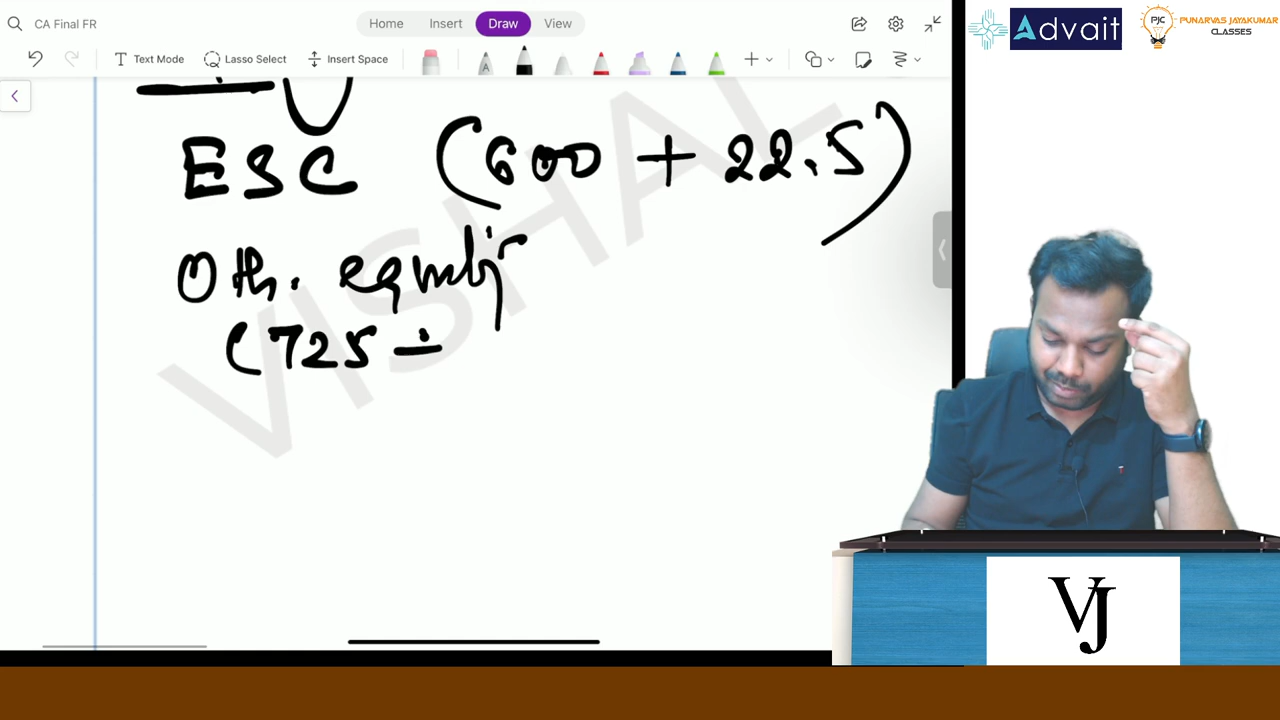 CA Final FR
Home Insert Draw View
Text Mode Lasso Select Insert Space
A
Advait
PJC
PUNARVAS JAYAKUMAR
CLASSES
ESC (600 + 22.5)
Oth. equity
(725 ÷
VISHAL
VJ